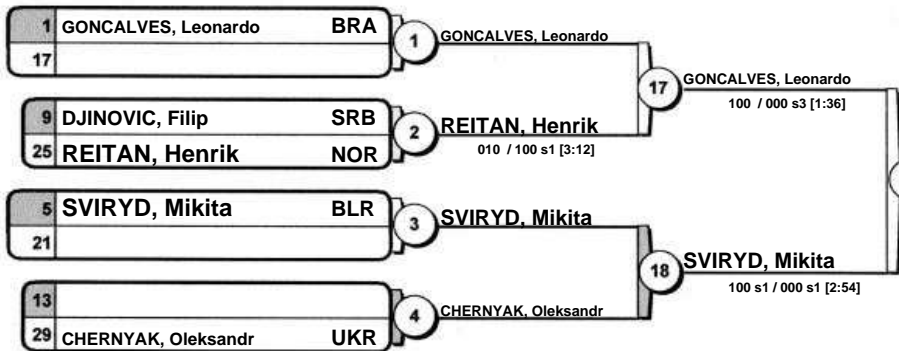 1 GONCALVES, Leonardo BRA
17
1
GONCALVES, Leonardo
9 DJINOVIC, Filip SRB
25 REITAN, Henrik NOR
2
REITAN, Henrik
010 / 100 s1 [3:12]
17
GONCALVES, Leonardo
100 / 000 s3 [1:36]
5 SVIRYD, Mikita BLR
21
3
SVIRYD, Mikita
13
29 CHERNYAK, Oleksandr UKR
4
CHERNYAK, Oleksandr
18
SVIRYD, Mikita
100 s1 / 000 s1 [2:54]